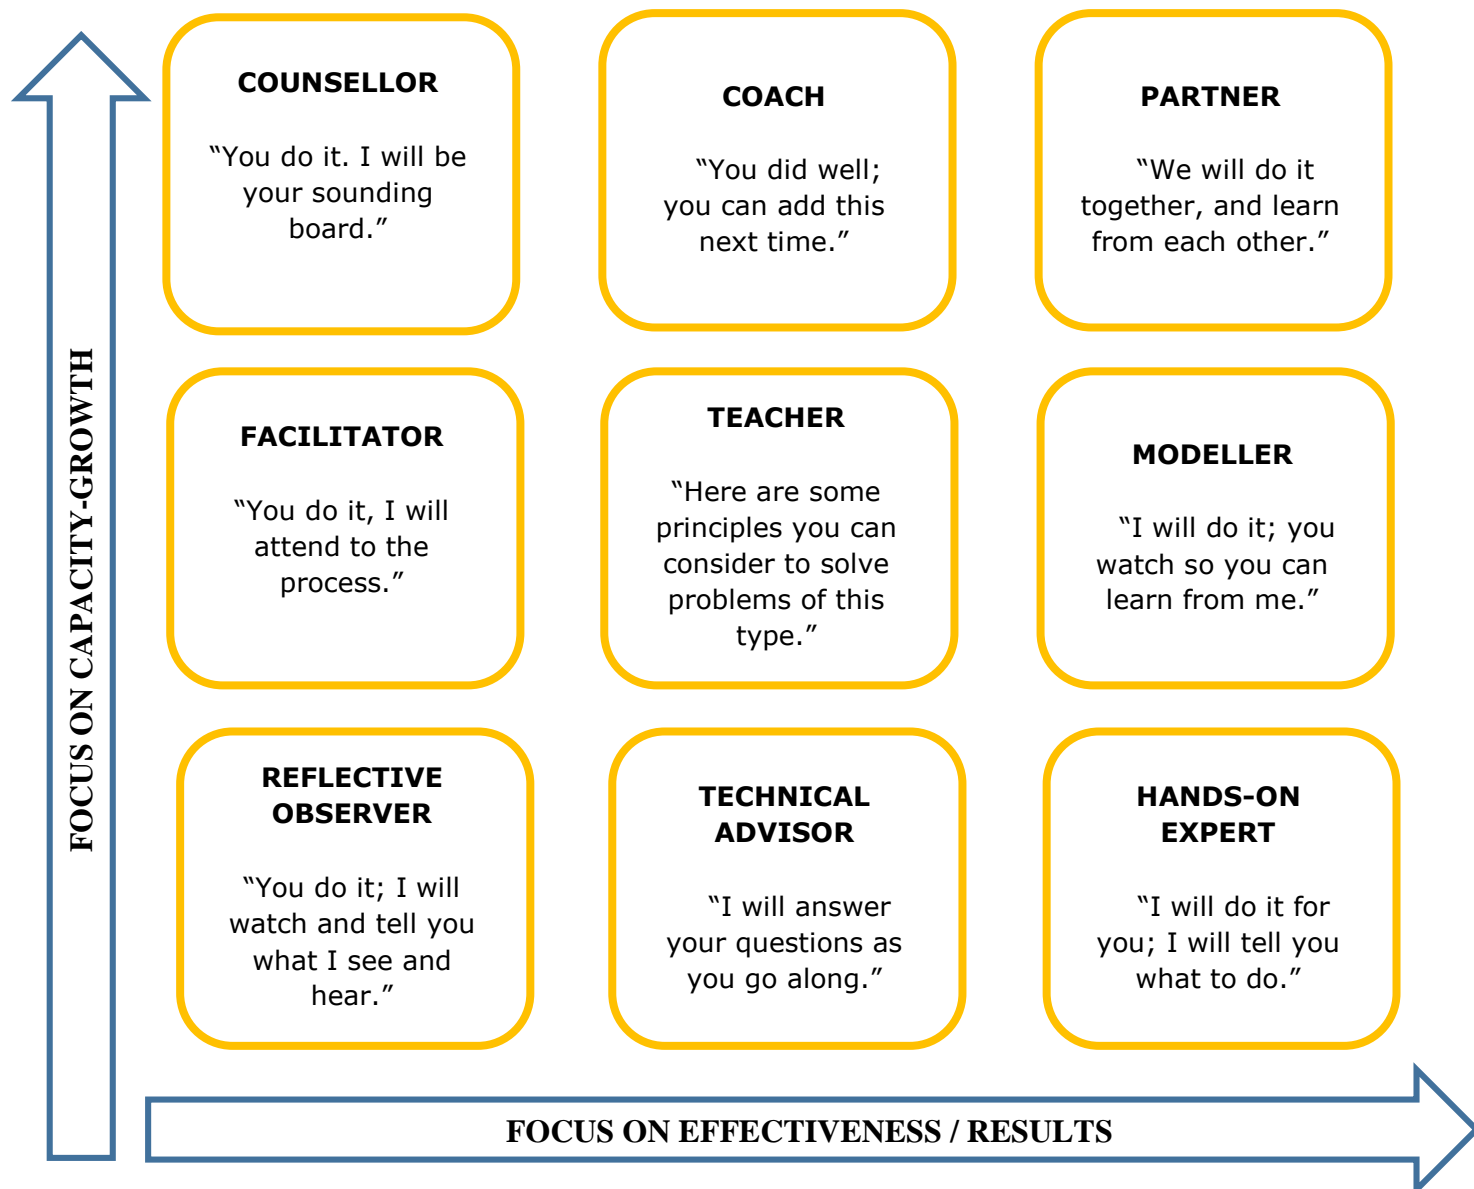 COUNSELLOR
“You do it. I will be
your sounding
board.”
COACH
“You did well;
you can add this
next time.”
PARTNER
“We will do it
together, and learn
from each other.”
FOCUS ON CAPACITY-GROWTH
FACILITATOR
“You do it, I will
attend to the
process.”
TEACHER
“Here are some
principles you can
consider to solve
problems of this
type.”
MODELLER
“I will do it; you
watch so you can
learn from me.”
REFLECTIVE
OBSERVER
“You do it; I will
watch and tell you
what I see and
hear.”
TECHNICAL
ADVISOR
“I will answer
your questions as
you go along.”
HANDS-ON
EXPERT
“I will do it for
you; I will tell you
what to do.”
FOCUS ON EFFECTIVENESS / RESULTS